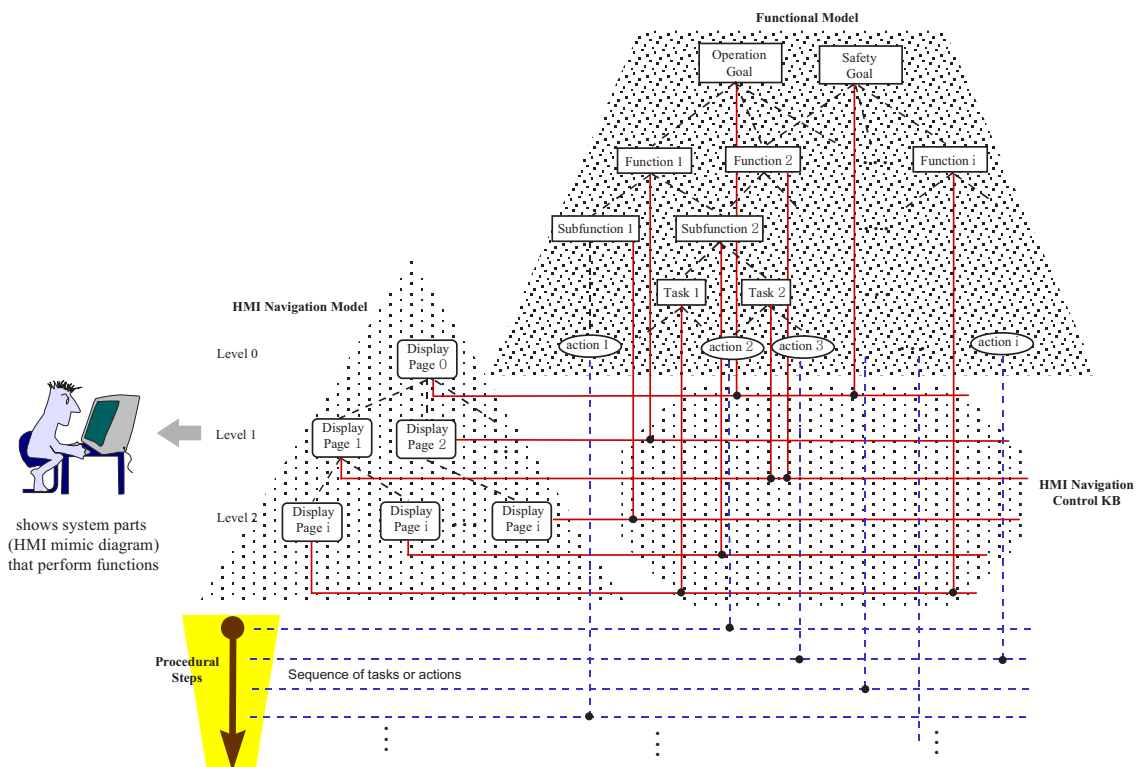 Functional Model
Operation
Goal
Safety
Goal
Function 1
Function 2
Function i
Subfunction 1
Subfunction 2
Task 1
Task 2
action 1
action 2
action 3
action i
HMI Navigation Model
Level 0
Display
Page 0
Level 1
Display
Page 1
Display
Page 2
Level 2
Display
Page i
Display
Page i
Display
Page i
HMI Navigation
Control KB
shows system parts
(HMI mimic diagram)
that perform functions
Procedural
Steps
Sequence of tasks or actions